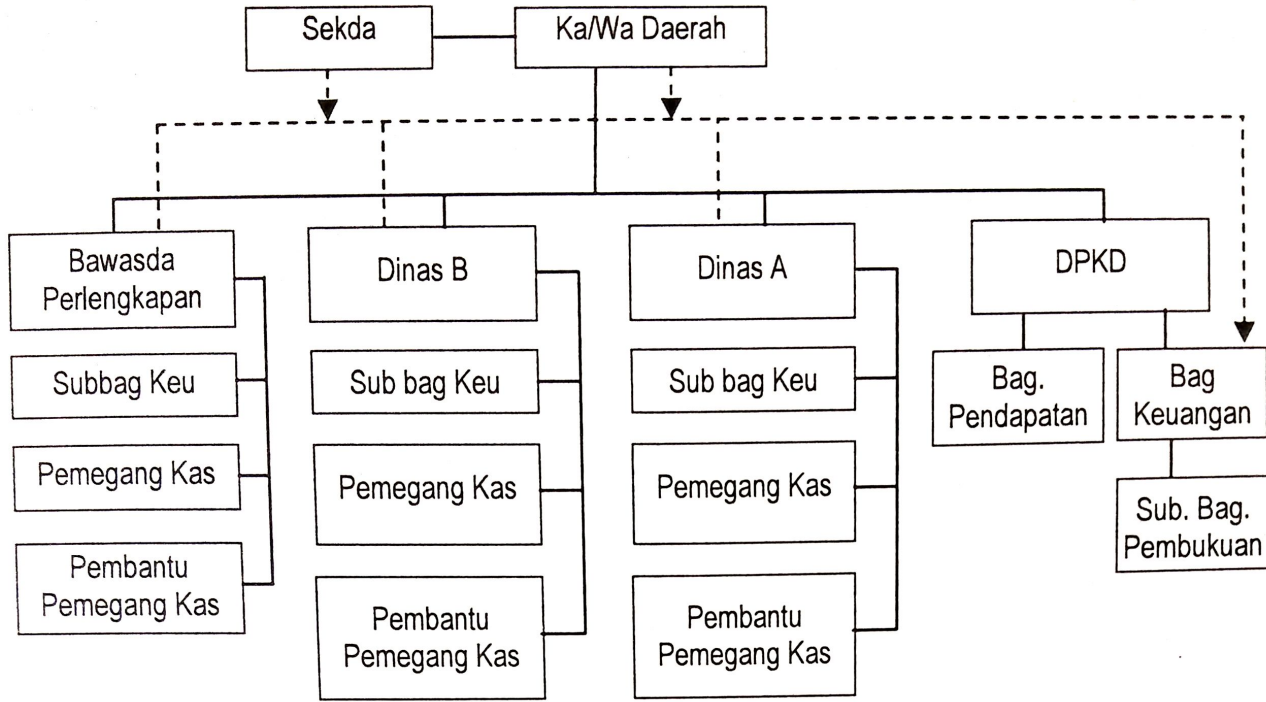 Sekda
Ka/Wa Daerah
Bawasda
Perlengkapan
Subbag Keu
Pemegang Kas
Pembantu
Pemegang Kas
Dinas B
Sub bag Keu
Pemegang Kas
Pembantu
Pemegang Kas
Dinas A
Sub bag Keu
Pemegang Kas
Pembantu
Pemegang Kas
DPKD
Bag.
Pendapatan
Bag
Keuangan
Sub. Bag.
Pembukuan